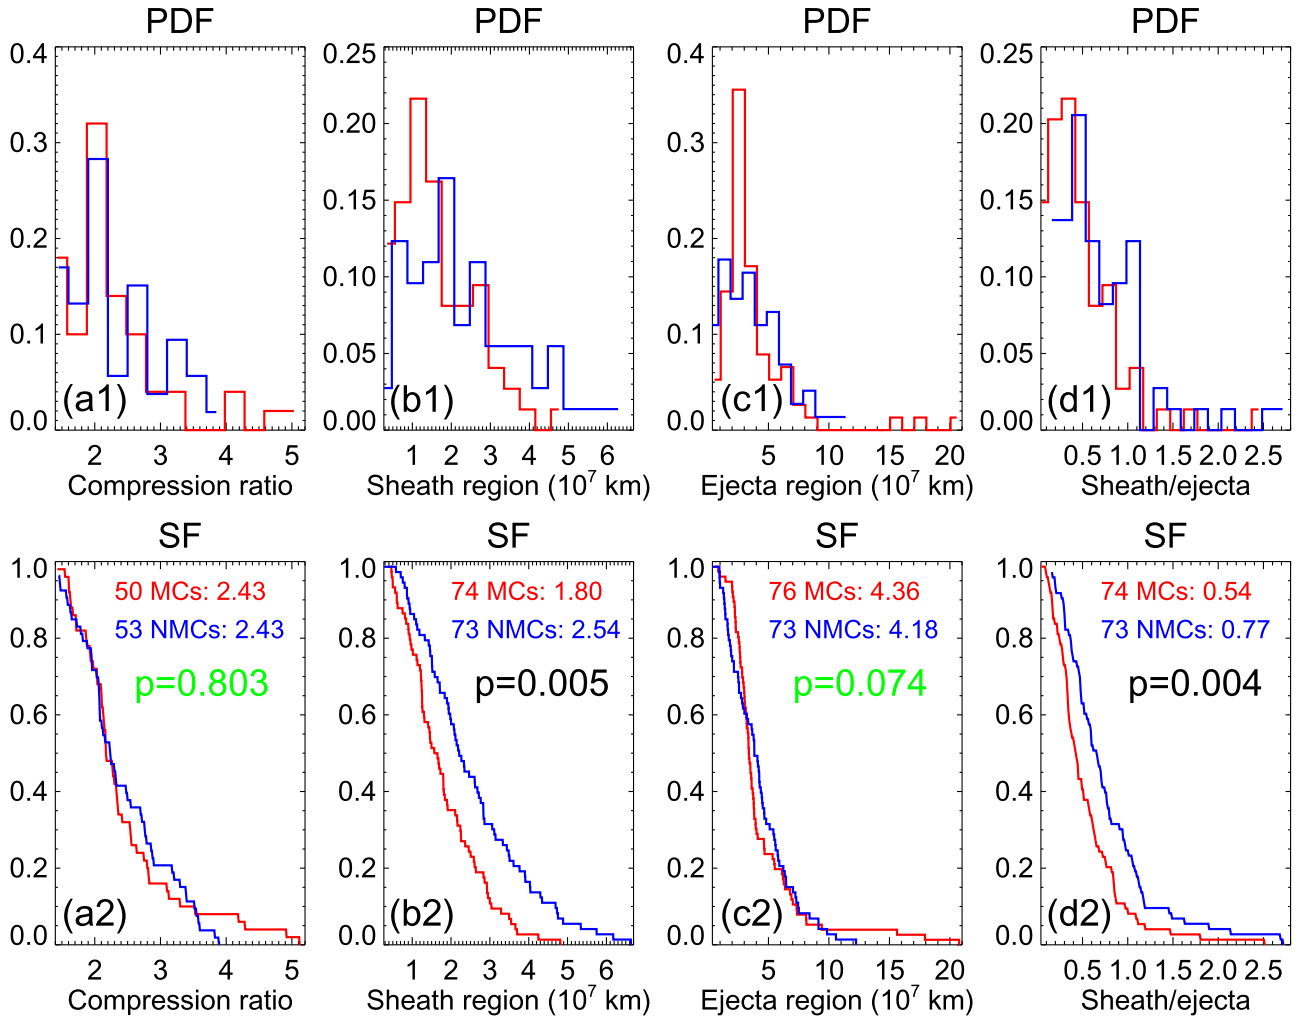 PDF PDF PDF PDF
0.4 0.25 0.4 0.25
0.3 0.20 0.3 0.20
0.2 0.15 0.2 0.15
0.10 0.10
0.1 0.05 0.1 0.05
0.0 0.00 0.0 0.00
(a1) (b1) (c1) (d1)
2 3 4 5 1 2 3 4 5 6 5 10 15 20 0.5 1.0 1.5 2.0 2.5
Compression ratio Sheath region (10⁷ km) Ejecta region (10⁷ km) Sheath/ejecta
SF SF SF SF
1.0 1.0 1.0 1.0
50 MCs: 2.43 74 MCs: 1.80 76 MCs: 4.36 74 MCs: 0.54
53 NMCs: 2.43 73 NMCs: 2.54 73 NMCs: 4.18 73 NMCs: 0.77
0.8 0.8 0.8 0.8
p=0.803 p=0.005 p=0.074 p=0.004
0.6 0.6 0.6 0.6
0.4 0.4 0.4 0.4
0.2 0.2 0.2 0.2
(a2) (b2) (c2) (d2)
0.0 0.0 0.0 0.0
2 3 4 5 1 2 3 4 5 6 5 10 15 20 0.5 1.0 1.5 2.0 2.5
Compression ratio Sheath region (10⁷ km) Ejecta region (10⁷ km) Sheath/ejecta